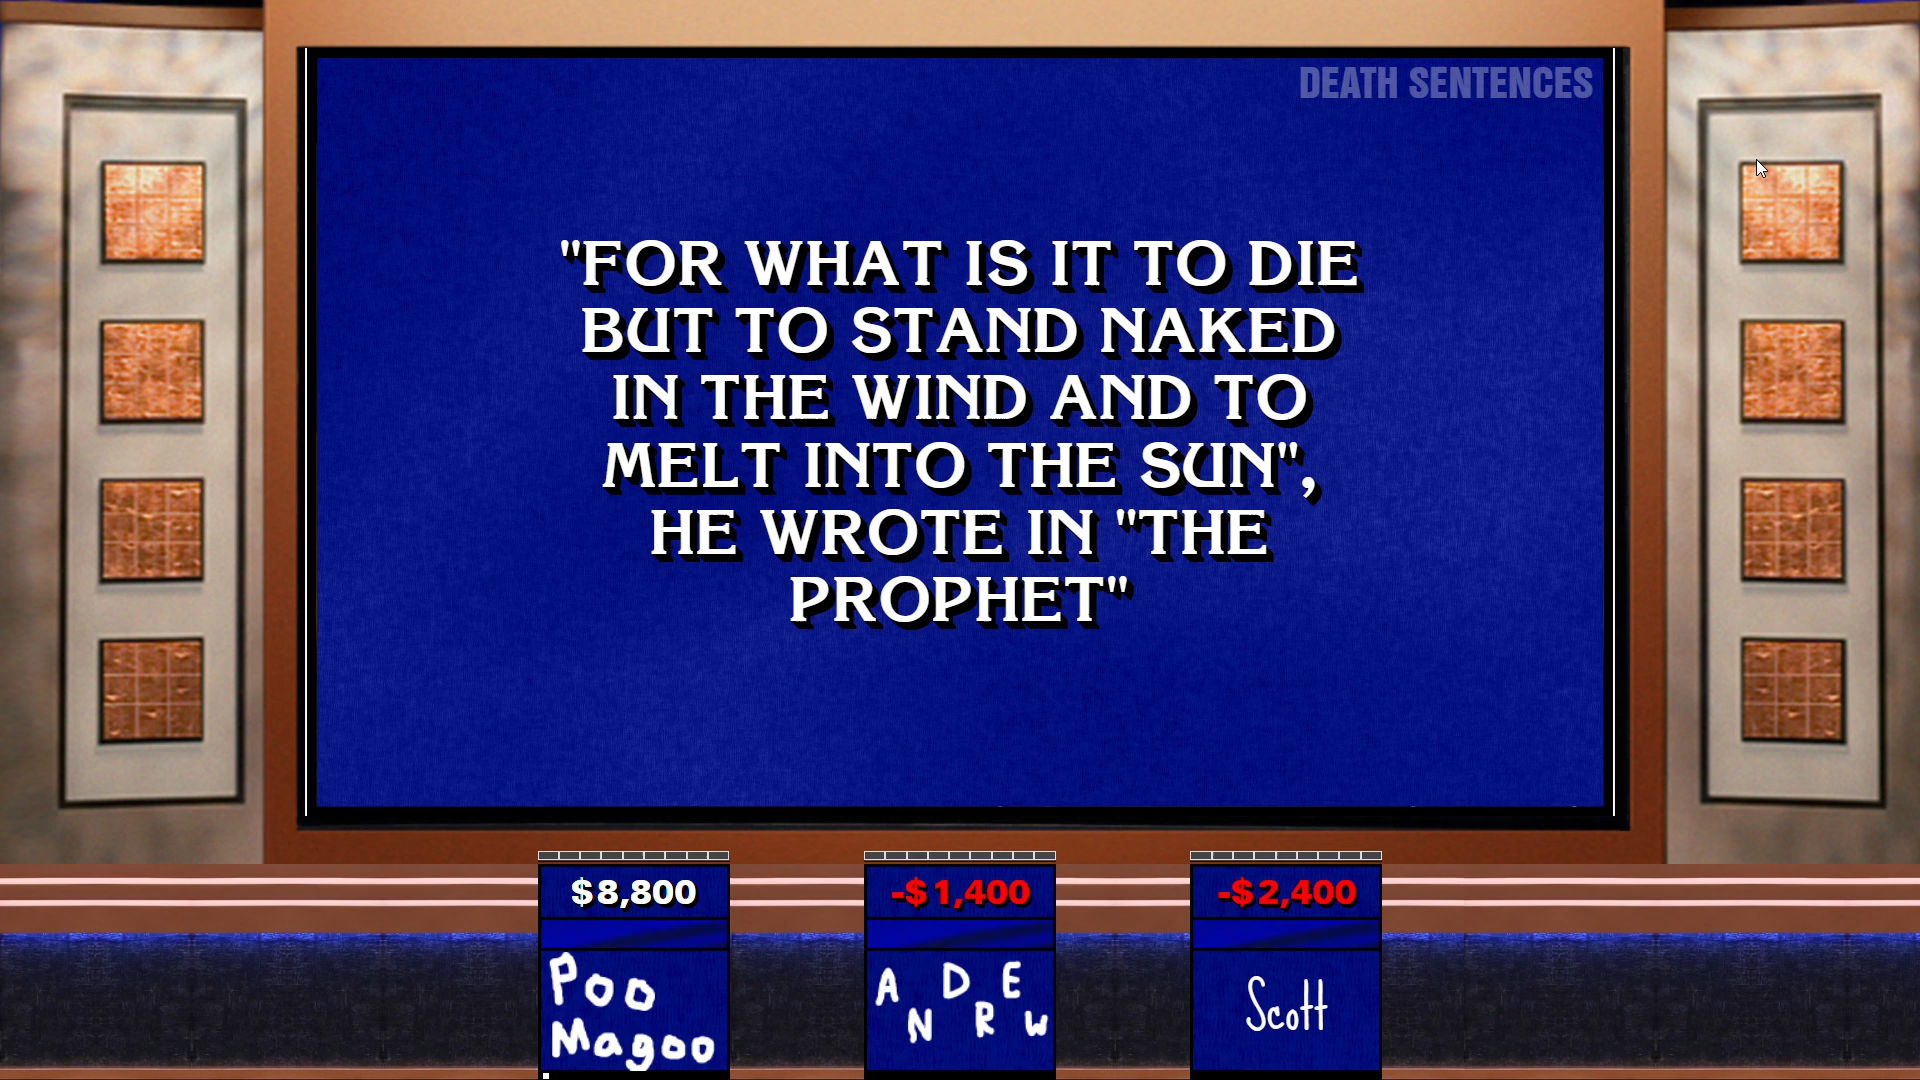 DEATH SENTENCES
"FOR WHAT IS IT TO DIE
BUT TO STAND NAKED
IN THE WIND AND TO
MELT INTO THE SUN",
HE WROTE IN "THE
PROPHET"
$8,800
-$1,400
-$2,400
Poo
Magoo
ANDREW
Scott